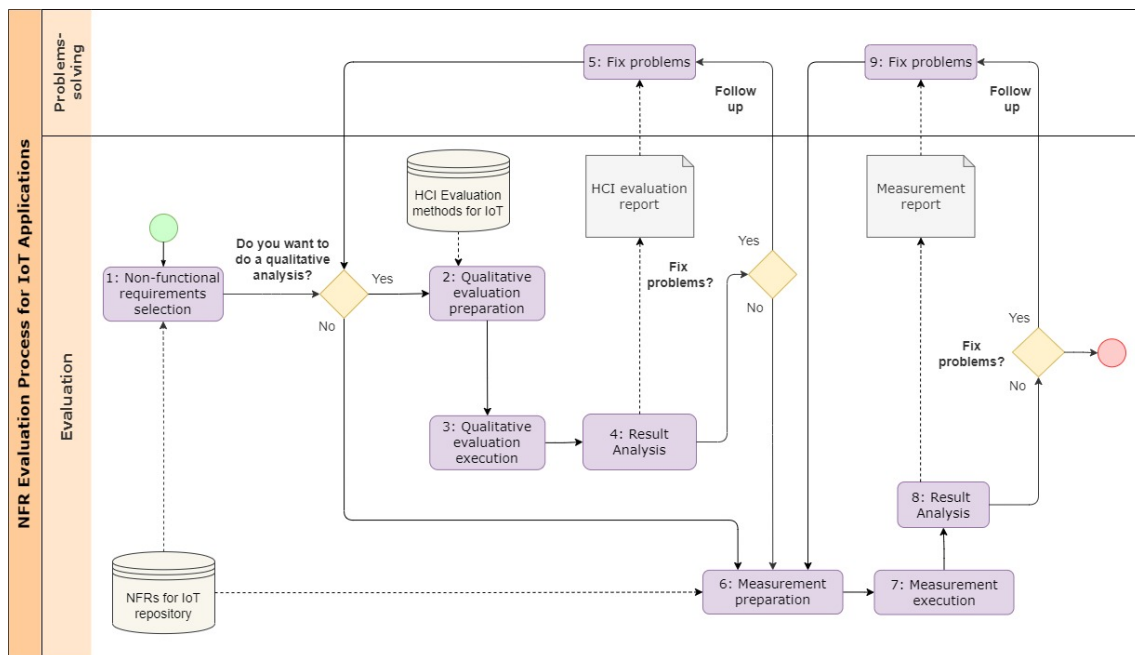 NFR Evaluation Process for IoT Applications
Problems-
solving
5: Fix problems
9: Fix problems
Follow
up
Follow
up
Evaluation
HCI Evaluation
methods for IoT
HCI evaluation
report
Measurement
report
Do you want to
do a qualitative
analysis?
Yes
No
1: Non-functional
requirements
selection
2: Qualitative
evaluation
preparation
Fix
problems?
Yes
No
Fix
problems?
Yes
No
3: Qualitative
evaluation
execution
4: Result
Analysis
8: Result
Analysis
NFRs for IoT
repository
6: Measurement
preparation
7: Measurement
execution